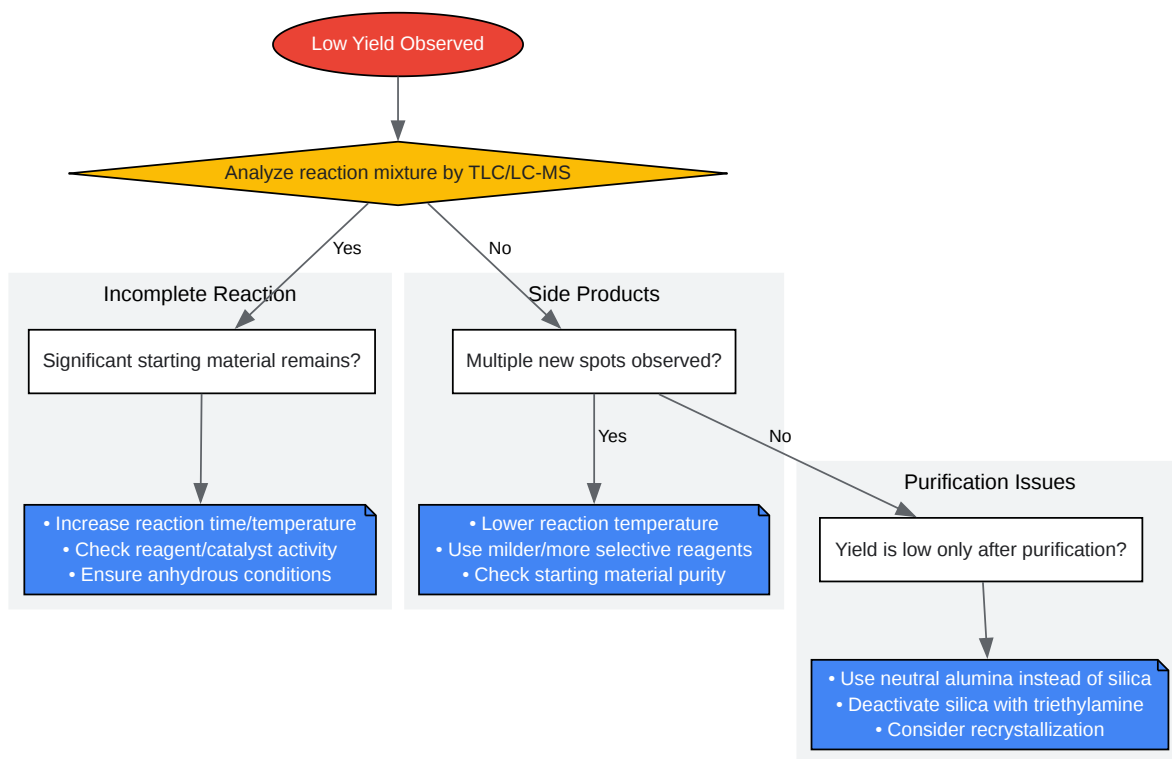 Low Yield Observed
Analyze reaction mixture by TLC/LC-MS
Yes
No
Incomplete Reaction
Significant starting material remains?
• Increase reaction time/temperature
• Check reagent/catalyst activity
• Ensure anhydrous conditions
Side Products
Multiple new spots observed?
Yes
No
• Lower reaction temperature
• Use milder/more selective reagents
• Check starting material purity
Purification Issues
Yield is low only after purification?
• Use neutral alumina instead of silica
• Deactivate silica with triethylamine
• Consider recrystallization